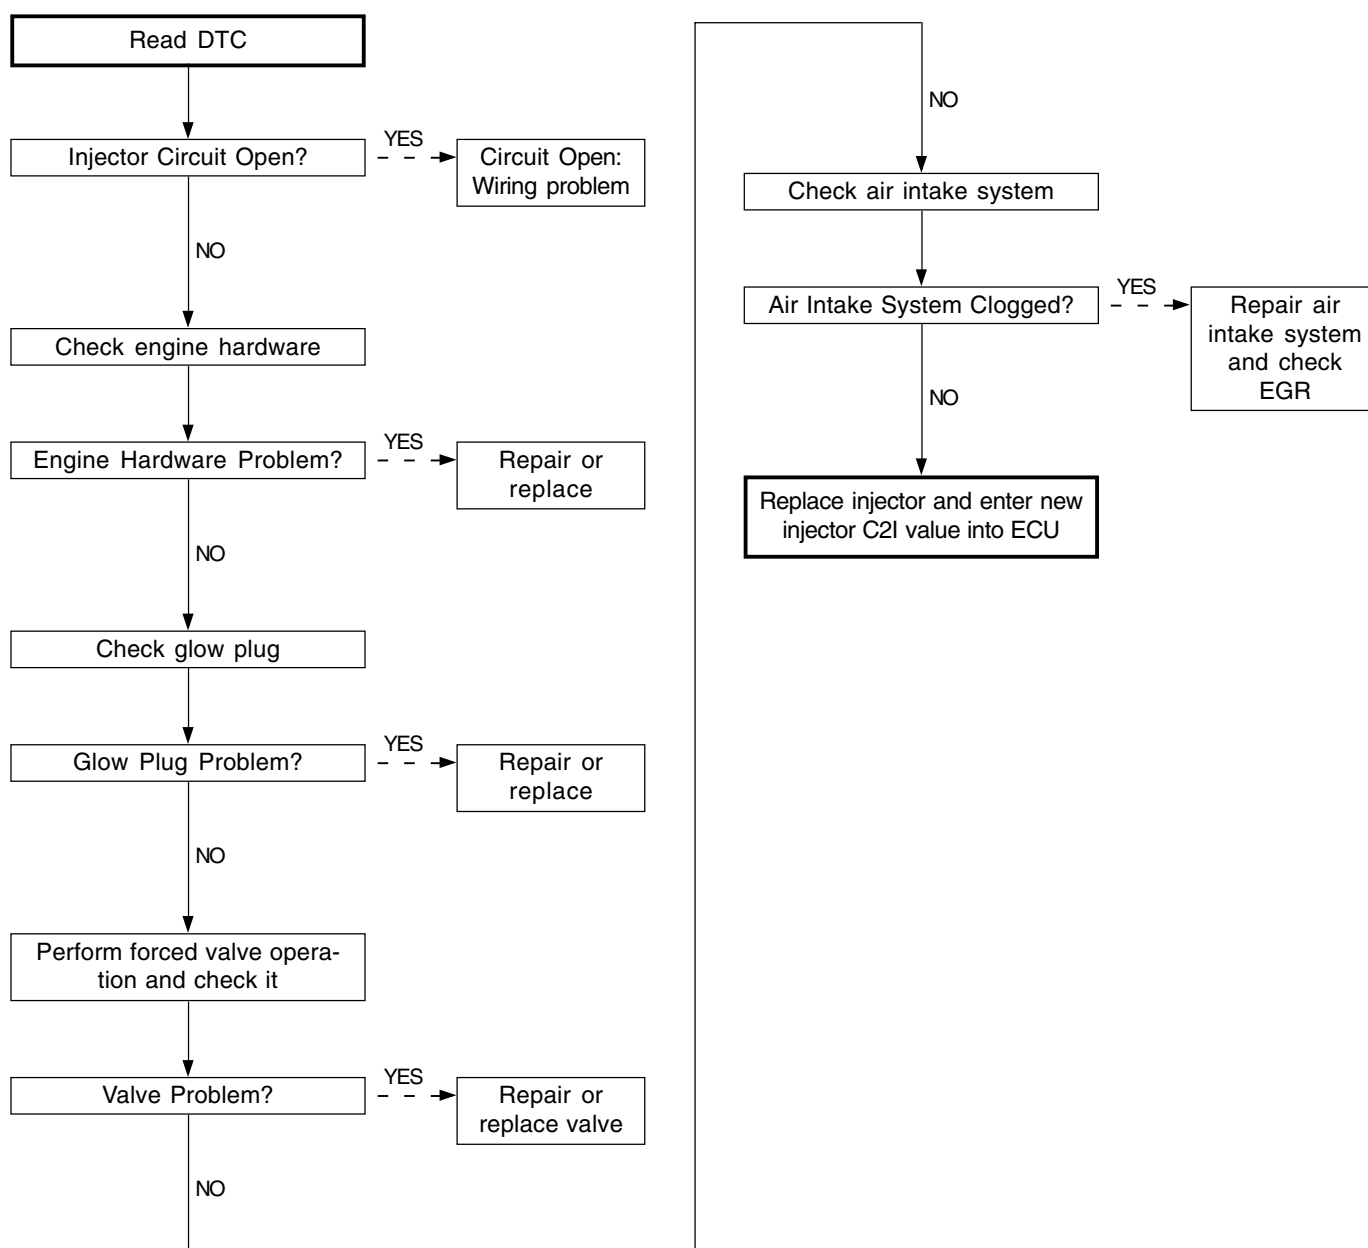 Read DTC
Injector Circuit Open?
YES
Circuit Open:
Wiring problem
NO
Check engine hardware
Engine Hardware Problem?
YES
Repair or
replace
NO
Check glow plug
Glow Plug Problem?
YES
Repair or
replace
NO
Perform forced valve opera-
tion and check it
Valve Problem?
YES
Repair or
replace valve
NO
NO
Check air intake system
Air Intake System Clogged?
YES
Repair air
intake system
and check
EGR
NO
Replace injector and enter new
injector C2I value into ECU